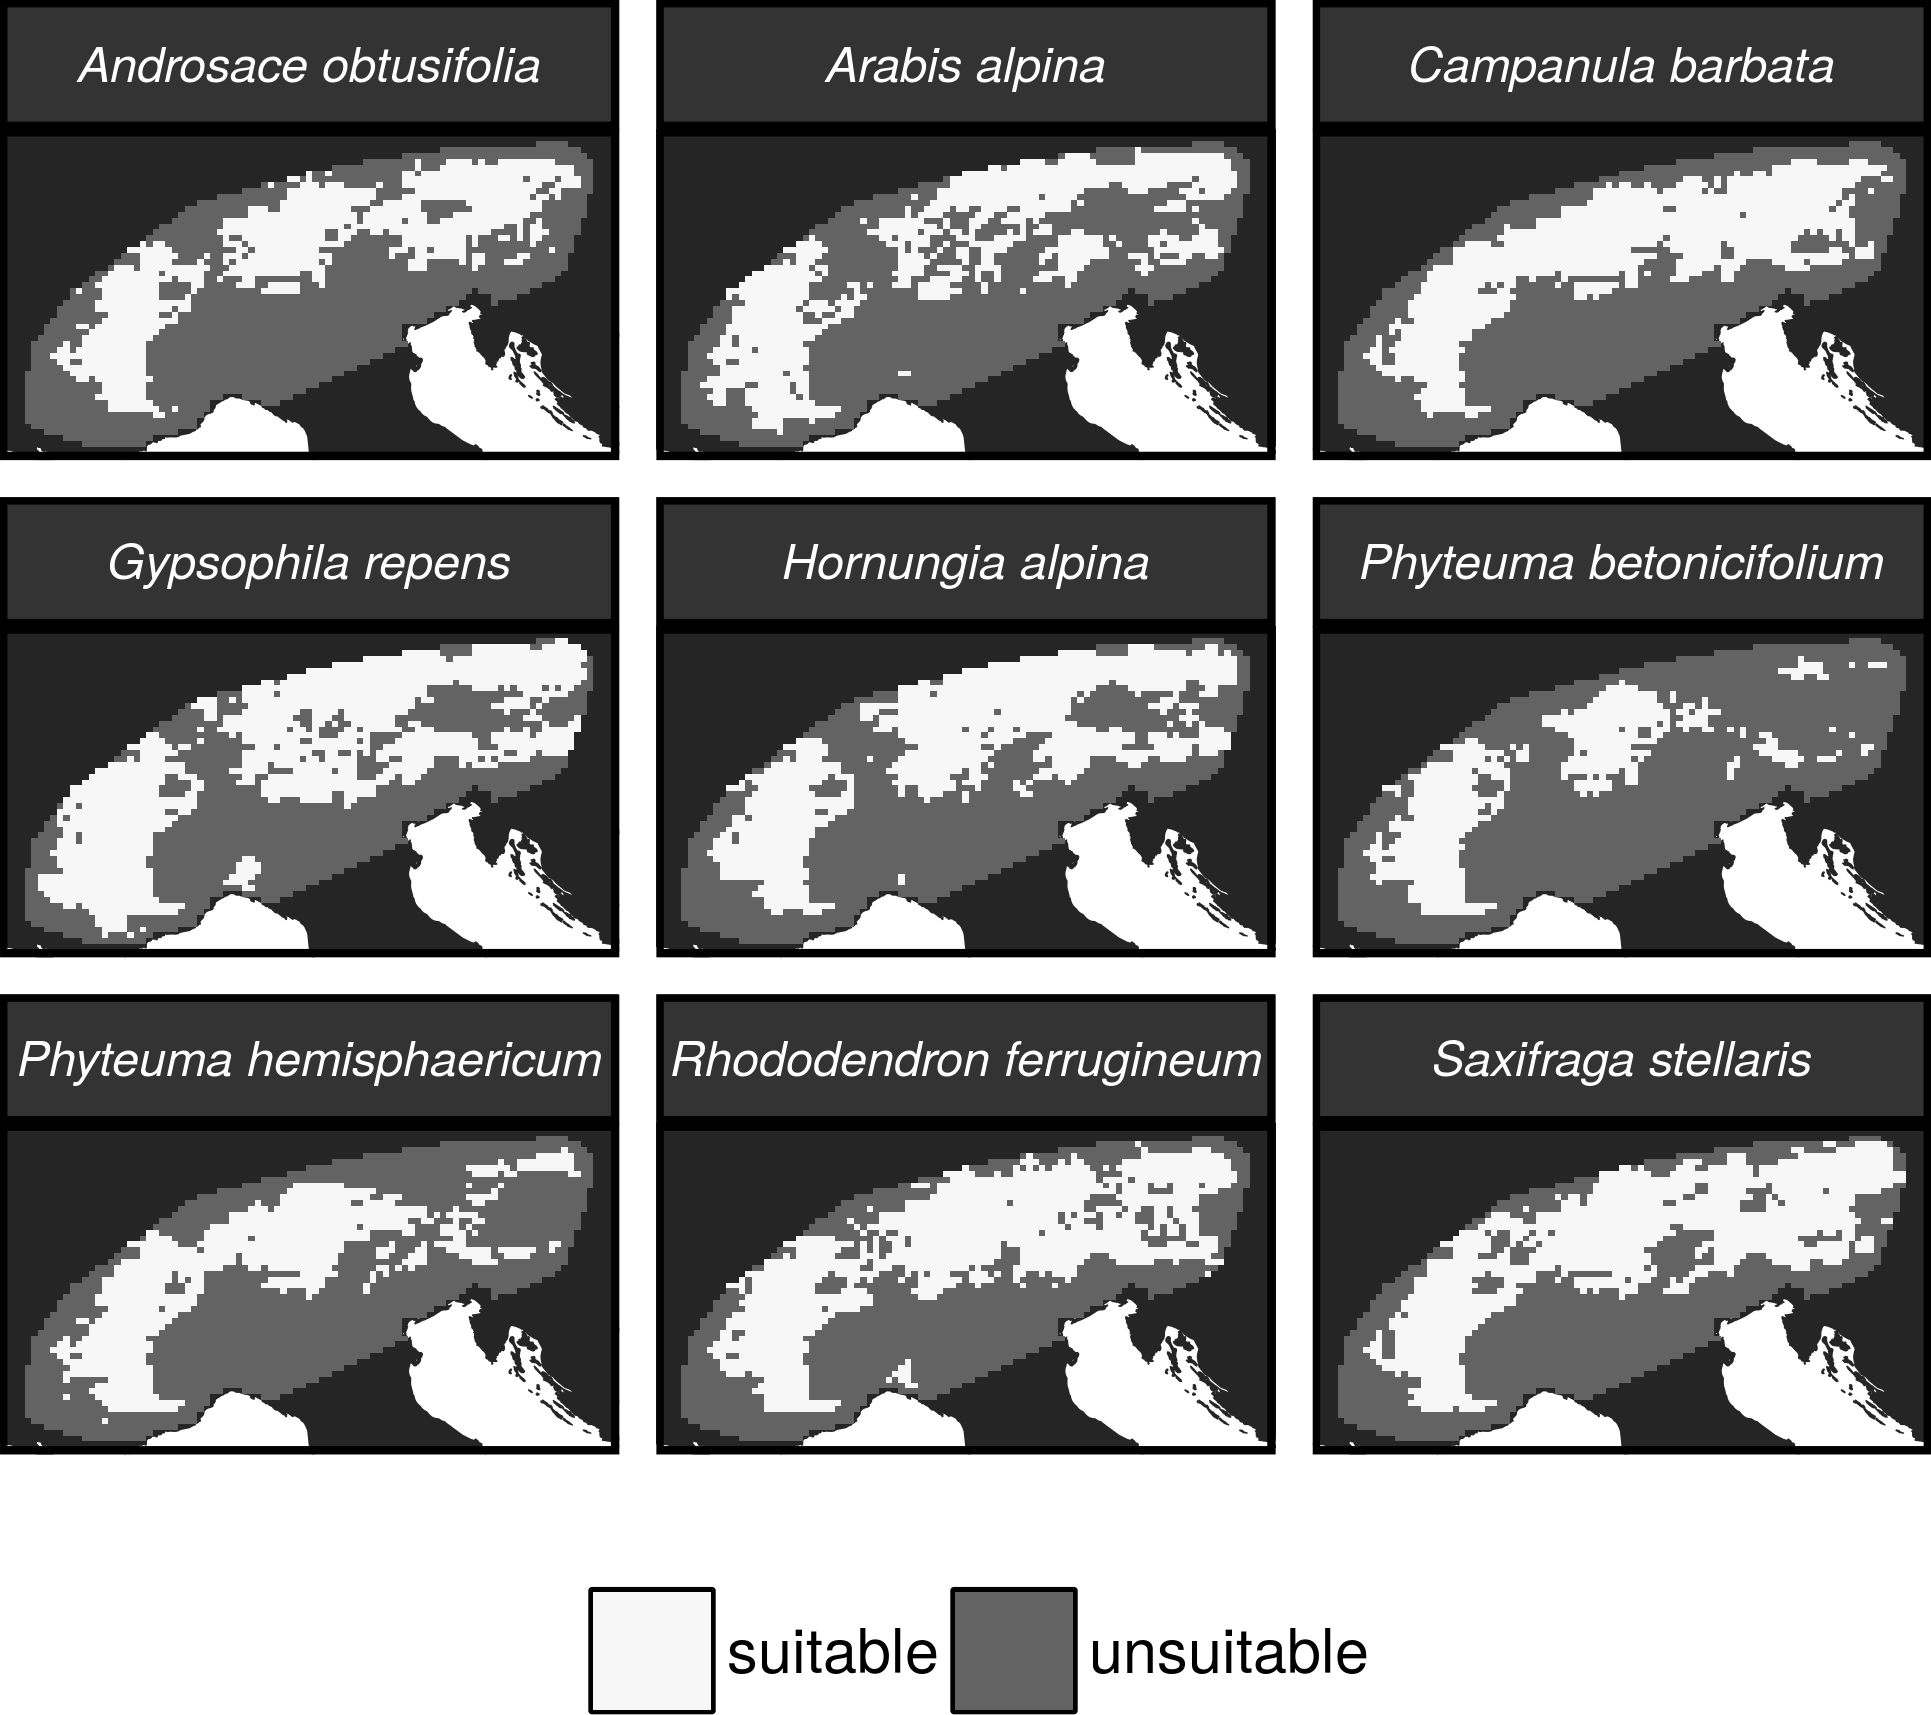 Androsace obtusifolia
Arabis alpina
Campanula barbata
Gypsophila repens
Hornungia alpina
Phyteuma betonicifolium
Phyteuma hemisphaericum
Rhododendron ferrugineum
Saxifraga stellaris
suitable
unsuitable